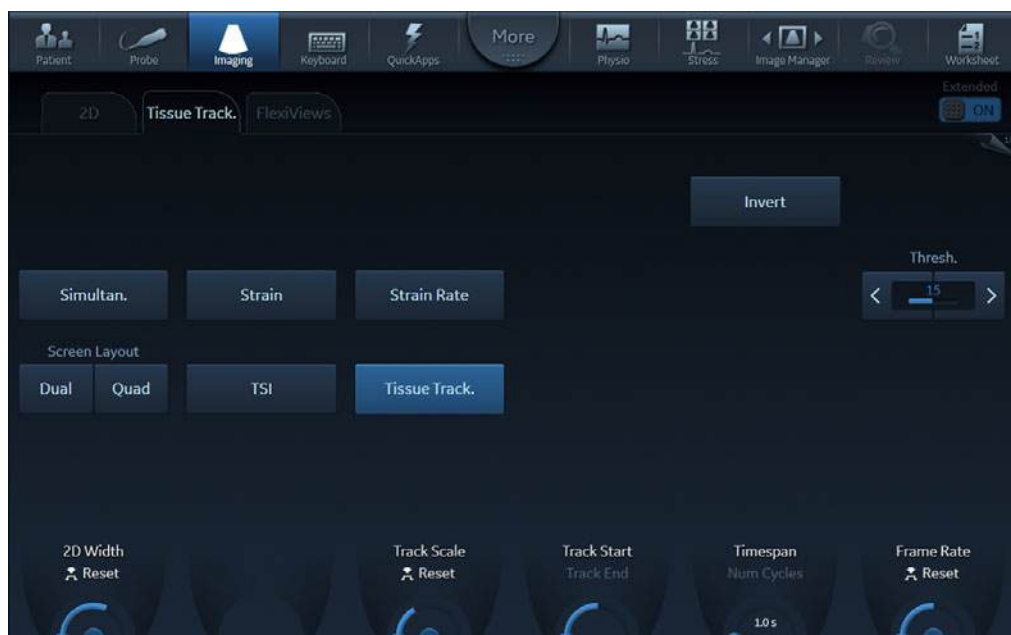 More
Patient Probe Imaging Keyboard QuickApps Physio Stress Image Manager Review Worksheet
Extended
2D Tissue Track. FlexiViews ON
Invert
Thresh.
Simultan. Strain Strain Rate 15
Screen Layout
Dual Quad TSI Tissue Track.
2D Width Track Scale Track Start Timespan Frame Rate
Reset Reset Track End Num Cycles Reset
1.0 s